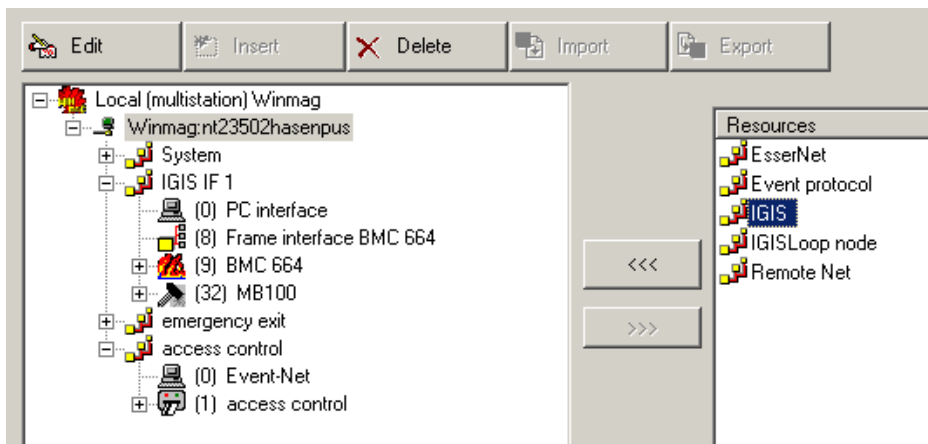 Edit Insert Delete Import Export
Local (multistation) Winmag
Winmag:nt23502hasenpus
System
IGIS IF 1
(0) PC interface
(8) Frame interface BMC 664
(9) BMC 664
(32) MB100
emergency exit
access control
(0) Event-Net
(1) access control
<<<
>>>
Resources
EsserNet
Event protocol
IGIS
IGISLoop node
Remote Net